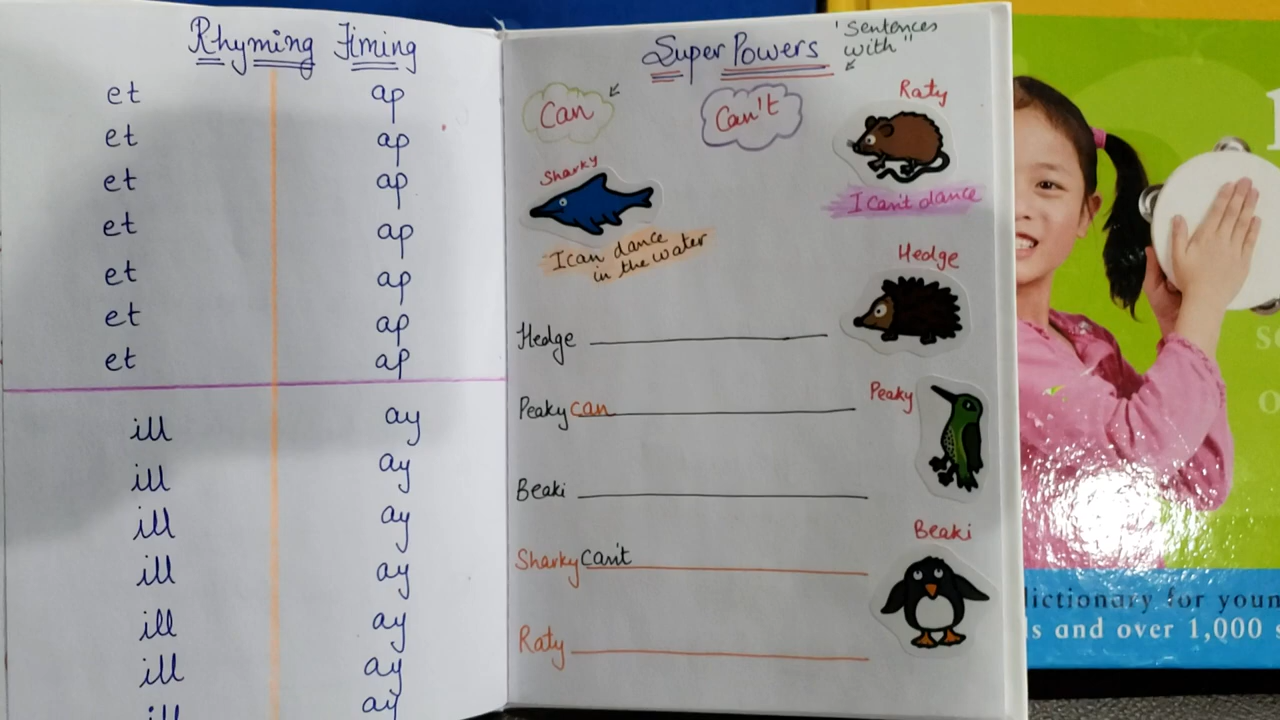 Rhyming Timing
et ap
et ap
et ap
et ap
et ap
et ap
et ap
ill ay
ill ay
ill ay
ill ay
ill ay
ill ay
ill ay
Super Powers
"Sentences
with"
Can
Can't
Raty
I Can't dance
Sharky
I can dance
in the water
Hedge
Hedge
Peaky
Peaky can
Beaki
Beaki
Sharky can't
Raty
dictionary for youn
ls and over 1,000 s